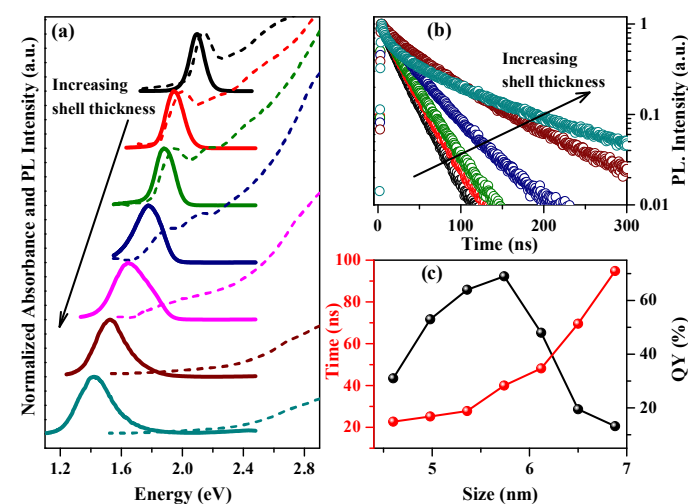 (a)
Increasing
shell thickness
Normalized Absorbance and PL Intensity (a.u.)
1.2 1.6 2.0 2.4 2.8
Energy (eV)
(b)
Increasing
shell thickness
1
0.1
0.01
PL. Intensity (a.u.)
0 100 200 300
Time (ns)
(c)
100
80
60
40
20
Time (ns)
60
40
20
QY (%)
5 6 7
Size (nm)